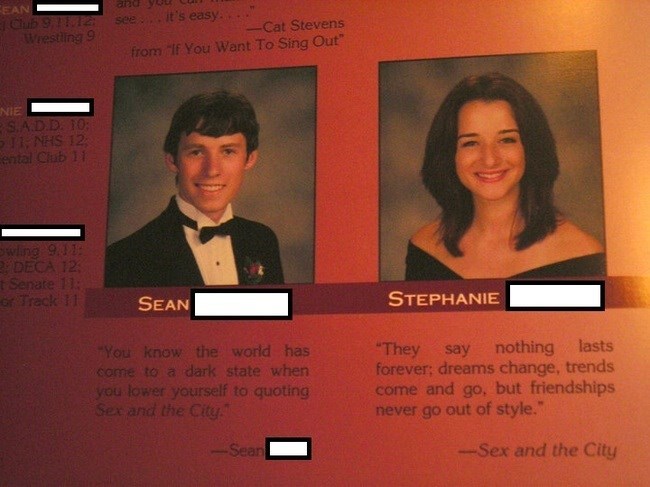 SEAN
Club 9,11,12;
Wrestling 9
see . . . it's easy. . . ."
—Cat Stevens
from "If You Want To Sing Out"
NIE
S.A.D.D. 10;
11; NHS 12;
ental Club 11
owling 9,11;
DECA 12;
t Senate 11;
or Track 11
SEAN
STEPHANIE
"You know the world has
come to a dark state when
you lower yourself to quoting
Sex and the City."
—Sean
"They say nothing lasts
forever; dreams change, trends
come and go, but friendships
never go out of style."
—Sex and the City